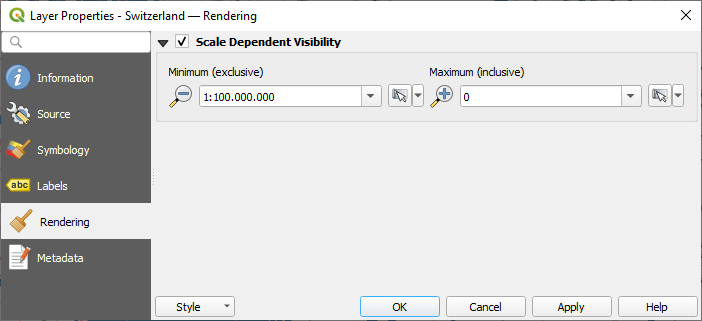 Layer Properties - Switzerland — Rendering
Scale Dependent Visibility
Information
Source
Symbology
abc Labels
Rendering
Metadata
Minimum (exclusive)
Maximum (inclusive)
1:100.000.000
0
Style
OK
Cancel
Apply
Help